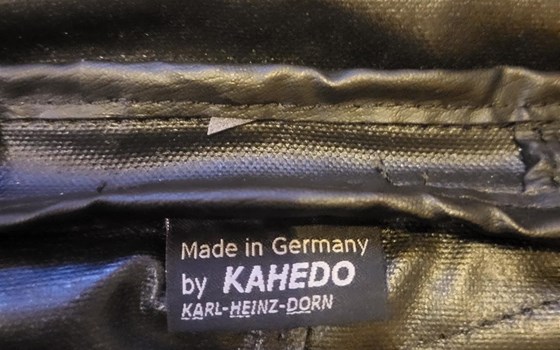 Made in Germany
by KAHEDO
KARL-HEINZ-DORN